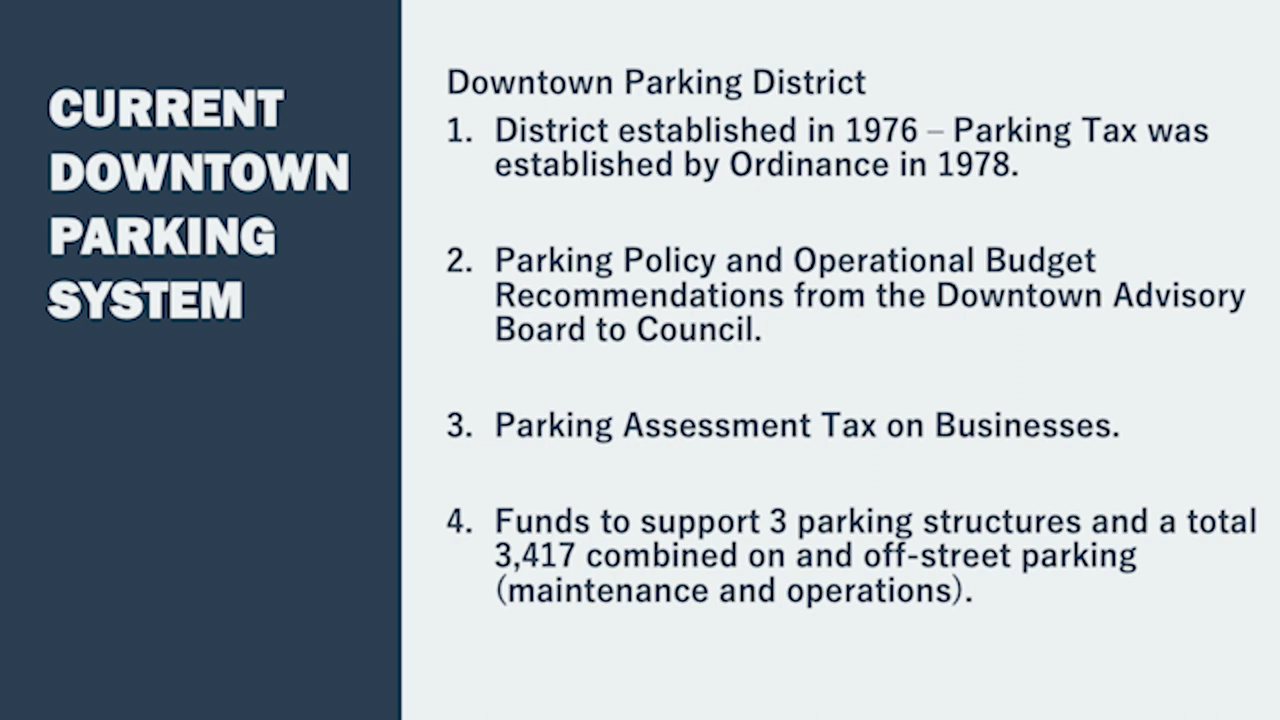 CURRENT
DOWNTOWN
PARKING
SYSTEM
Downtown Parking District
1. District established in 1976 – Parking Tax was
established by Ordinance in 1978.
2. Parking Policy and Operational Budget
Recommendations from the Downtown Advisory
Board to Council.
3. Parking Assessment Tax on Businesses.
4. Funds to support 3 parking structures and a total
3,417 combined on and off-street parking
(maintenance and operations).